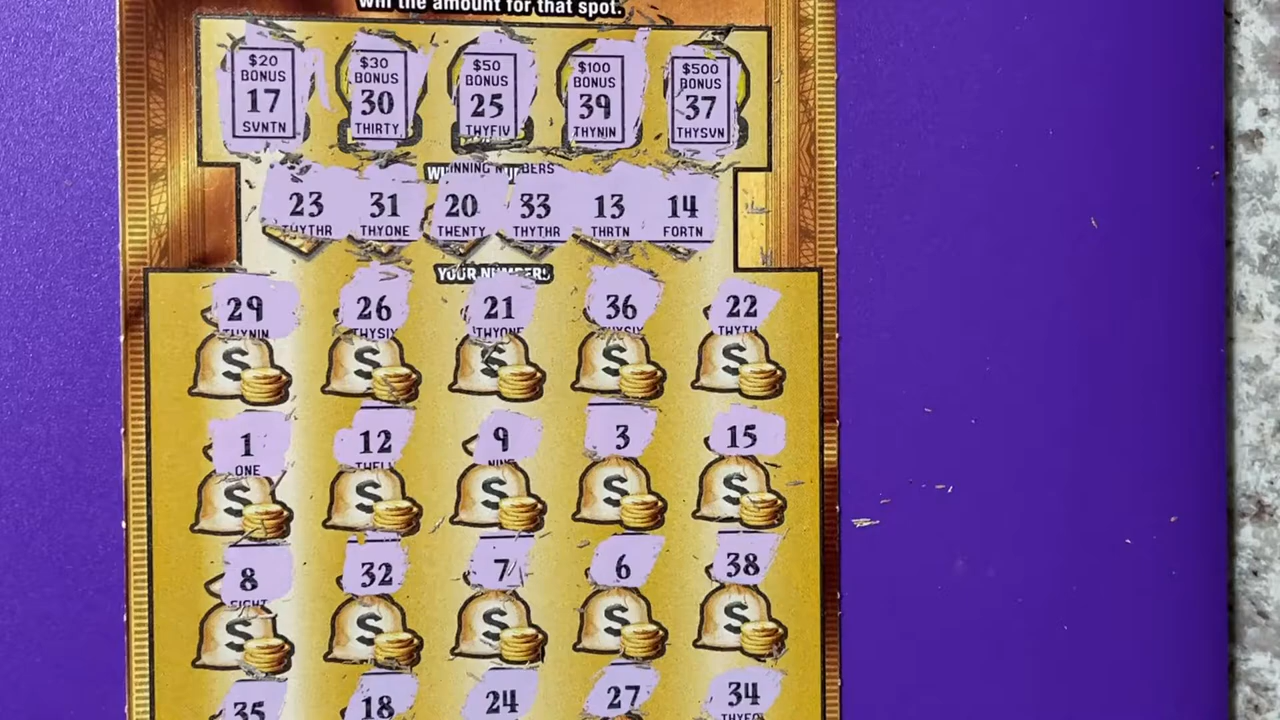 win the amount for that spot.
$20 $30 $50 $100 $500
BONUS BONUS BONUS BONUS BONUS
17 30 25 39 37
SVNTN THIRTY THYFIV THYNIN THYSVN
WINNING NUMBERS
23 31 20 33 13 14
TWYTHR THYONE TWENTY THYTHR THRTN FORTN
YOUR NUMBERS
29 26 21 36 22
$ $ $ $ $
1 12 9 3 15
ONE
$ $ $ $ $
8 32 7 6 38
EIGHT
$ $ $ $ $
35 18 24 27 34